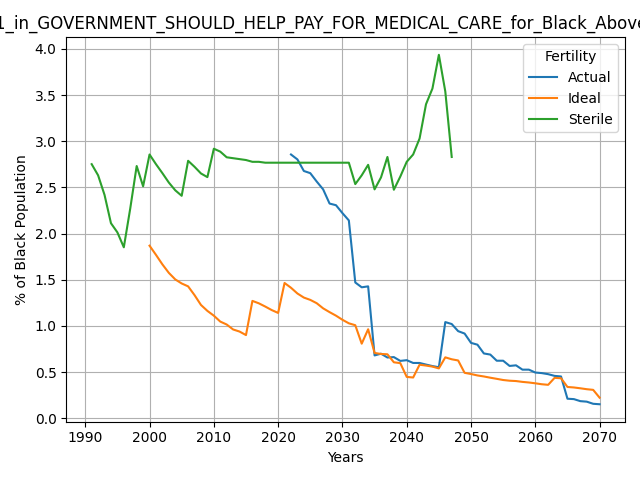 in_GOVERNMENT_SHOULD_HELP_PAY_FOR_MEDICAL_CARE_for_Black_Above
Fertility
Actual
Ideal
Sterile
% of Black Population
4.0
3.5
3.0
2.5
2.0
1.5
1.0
0.5
0.0
1990 2000 2010 2020 2030 2040 2050 2060 2070
Years